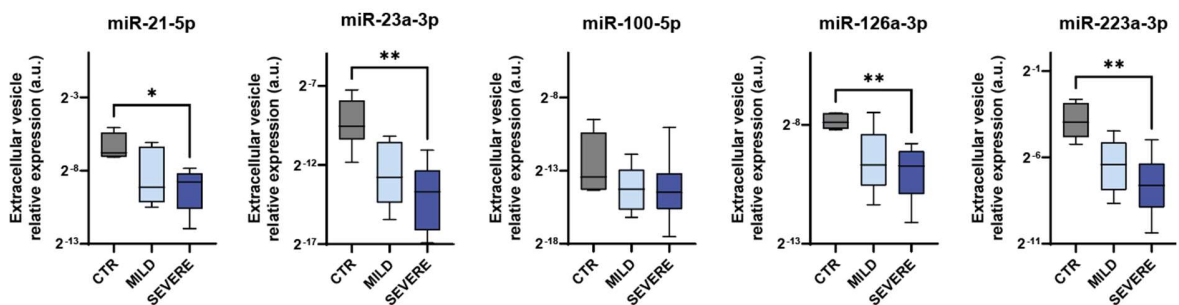 miR-21-5p
Extracellular vesicle
relative expression (a.u.)
2⁻³
2⁻⁸
2⁻¹³
*
CTR
MILD
SEVERE
miR-23a-3p
Extracellular vesicle
relative expression (a.u.)
2⁻⁷
2⁻¹²
2⁻¹⁷
**
CTR
MILD
SEVERE
miR-100-5p
Extracellular vesicle
relative expression (a.u.)
2⁻⁸
2⁻¹³
2⁻¹⁸
CTR
MILD
SEVERE
miR-126a-3p
Extracellular vesicle
relative expression (a.u.)
2⁻⁸
2⁻¹³
**
CTR
MILD
SEVERE
miR-223a-3p
Extracellular vesicle
relative expression (a.u.)
2⁻¹
2⁻⁶
2⁻¹¹
**
CTR
MILD
SEVERE